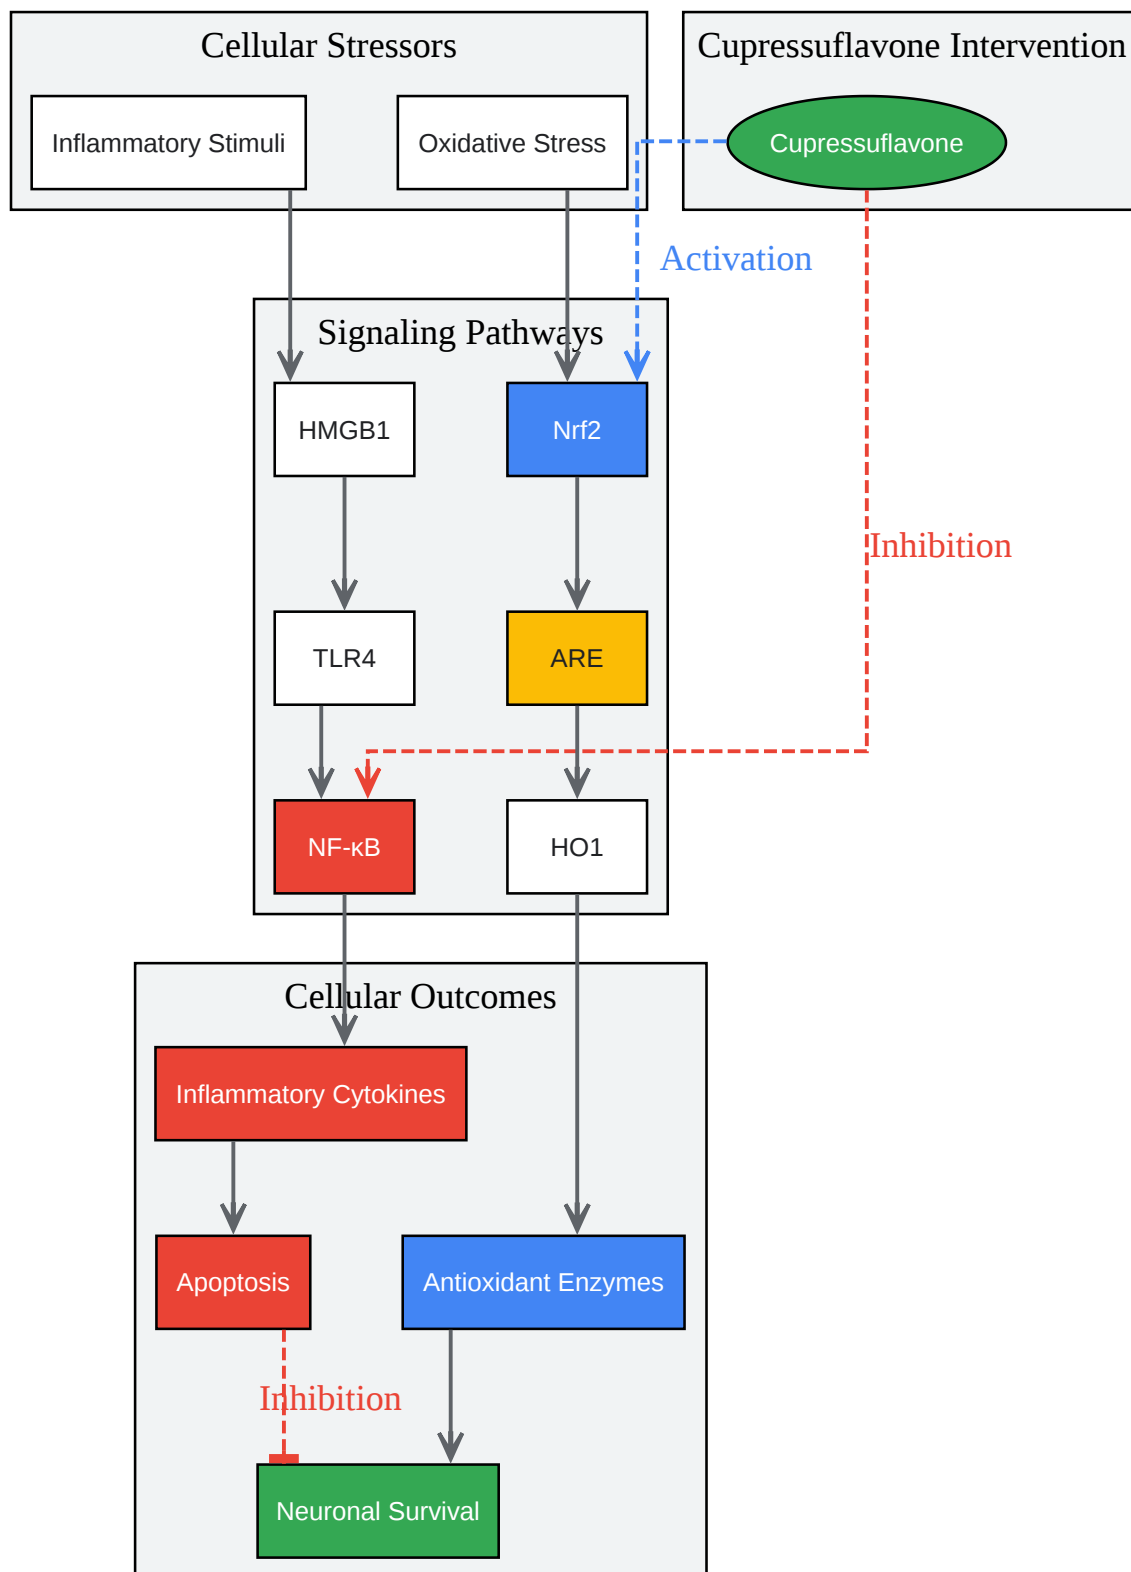 Cellular Stressors
Cupressuflavone Intervention
Inflammatory Stimuli
Oxidative Stress
Cupressuflavone
Activation
Signaling Pathways
HMGB1
Nrf2
Inhibition
TLR4
ARE
NF-κB
HO1
Cellular Outcomes
Inflammatory Cytokines
Apoptosis
Antioxidant Enzymes
Inhibition
Neuronal Survival